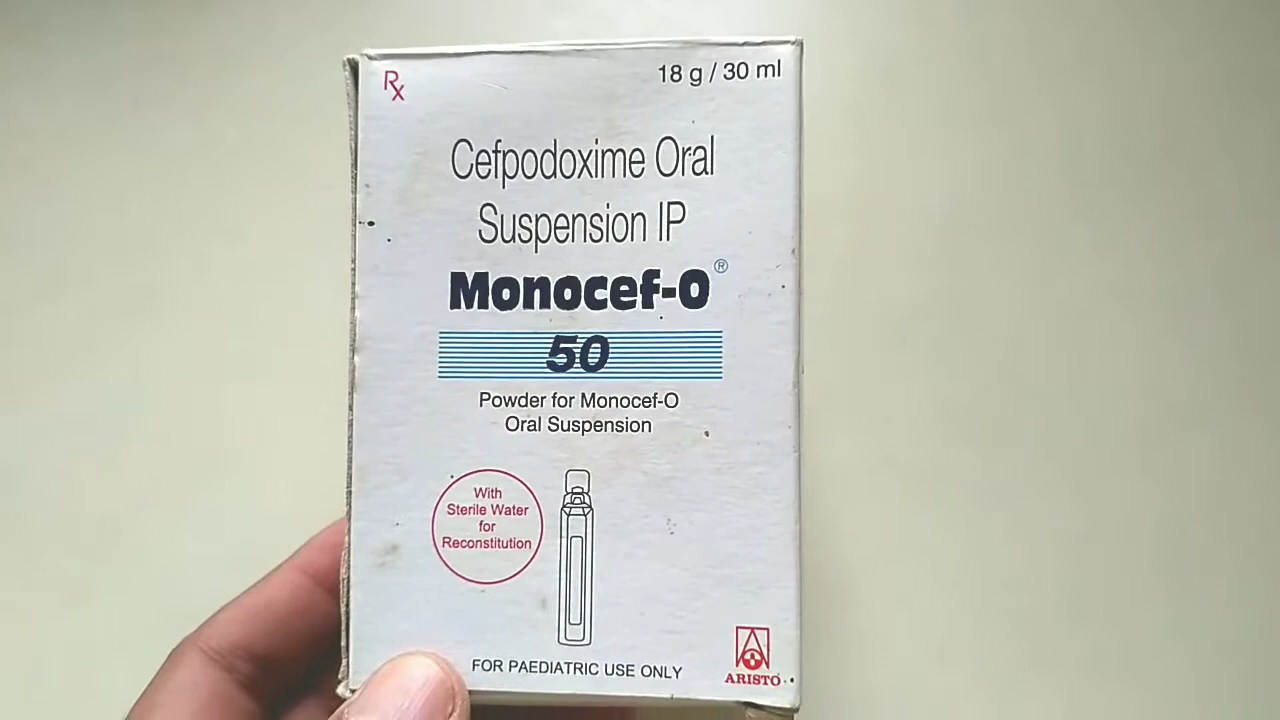 Rx
18 g / 30 ml
Cefpodoxime Oral
Suspension IP
Monocef-O®
50
Powder for Monocef-O
Oral Suspension
With
Sterile Water
for
Reconstitution
FOR PAEDIATRIC USE ONLY
ARISTO